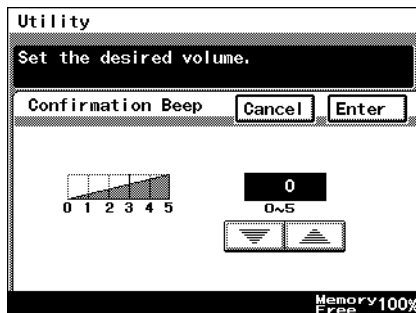 Utility
Set the desired volume.
Confirmation Beep
Cancel
Enter
0 1 2 3 4 5
0
0~5
Memory Free 100%